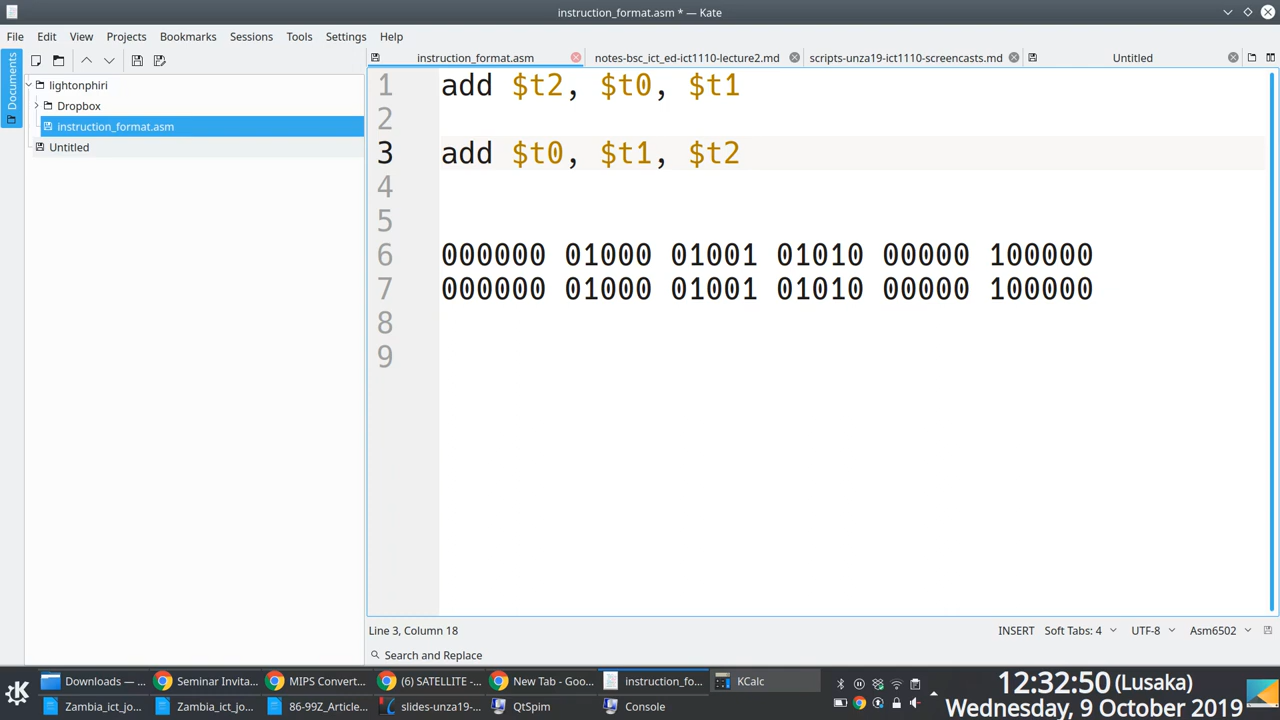 instruction_format.asm * — Kate
File Edit View Projects Bookmarks Sessions Tools Settings Help
Documents
instruction_format.asm notes-bsc_ict_ed-ict1110-lecture2.md scripts-unza19-ict1110-screencasts.md Untitled
lightonphiri
Dropbox
instruction_format.asm
Untitled
1 add $t2, $t0, $t1
2
3 add $t0, $t1, $t2
4
5
6 000000 01000 01001 01010 00000 100000
7 000000 01000 01001 01010 00000 100000
8
9
Line 3, Column 18 INSERT Soft Tabs: 4 UTF-8 Asm6502
Search and Replace
Downloads — ... Seminar Invita... MIPS Convert... (6) SATELLITE -... New Tab - Goo... instruction_fo... KCalc
Zambia_ict_jo... Zambia_ict_jo... 86-99Z_Article... slides-unza19-... QtSpim Console
12:32:50 (Lusaka)
Wednesday, 9 October 2019